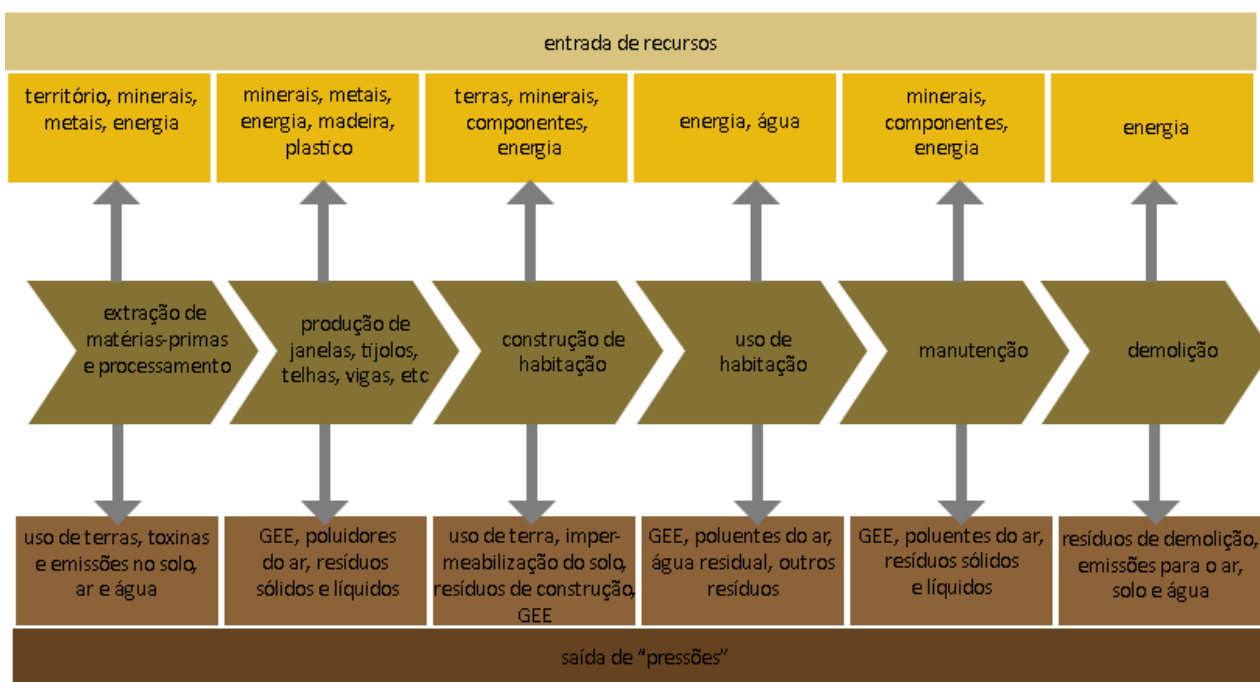 entrada de recursos
território, minerais,
metais, energia
minerais, metais,
energia, madeira,
plastico
terras, minerais,
componentes,
energia
energia, água
minerais,
componentes,
energia
energia
extração de
matérias-primas
e processamento
produção de
janelas, tijolos,
telhas, vigas, etc
construção de
habitação
uso de
habitação
manutenção
demolição
uso de terras, toxinas
e emissões no solo,
ar e água
GEE, poluidores
do ar, resíduos
sólidos e líquidos
uso de terra, imper-
meabilização do solo,
resíduos de construção,
GEE
GEE, poluentes do ar,
água residual, outros
resíduos
GEE, poluentes do ar,
resíduos sólidos
e líquidos
resíduos de demolição,
emissões para o ar,
solo e água
saída de “pressões”